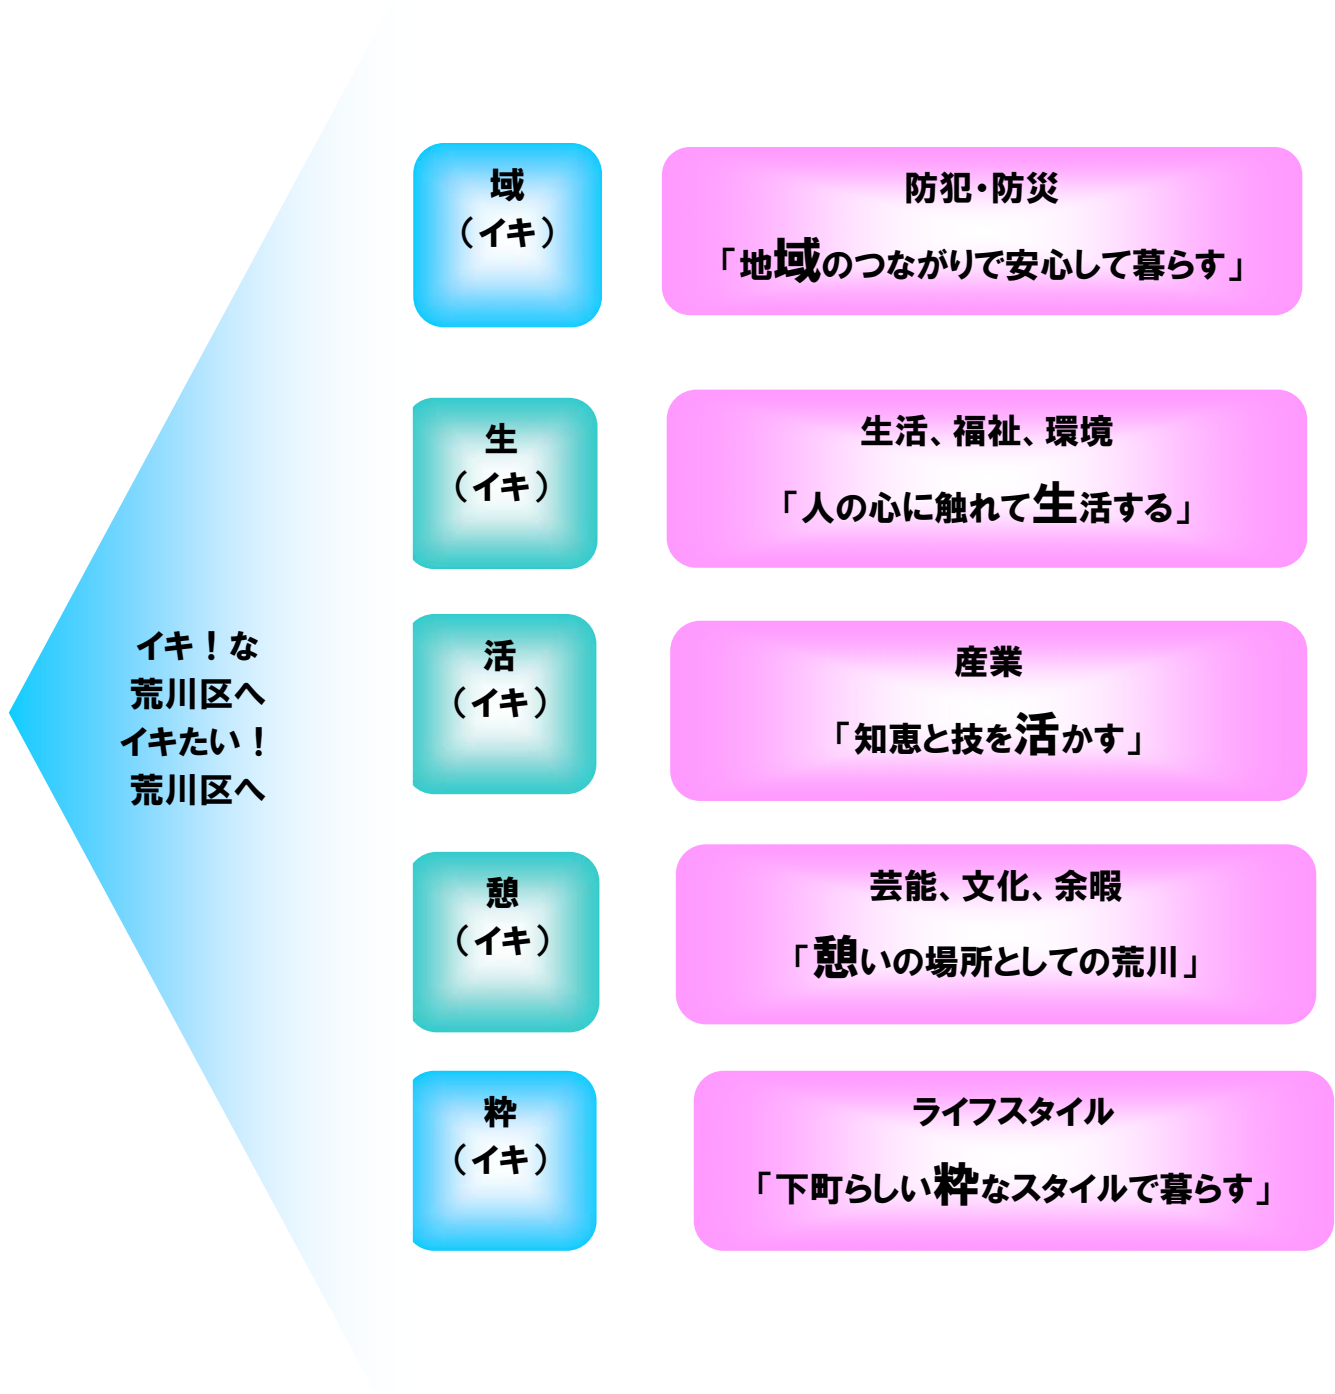 イキ！な
荒川区へ
イキたい！
荒川区へ
域
（イキ）
防犯・防災
「地域のつながりで安心して暮らす」
生
（イキ）
生活、福祉、環境
「人の心に触れて生活する」
活
（イキ）
産業
「知恵と技を活かす」
憩
（イキ）
芸能、文化、余暇
「憩いの場所としての荒川」
粋
（イキ）
ライフスタイル
「下町らしい粋なスタイルで暮らす」